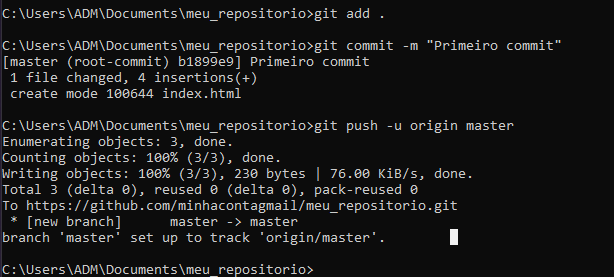 C:\Users\ADM\Documents\meu_repositorio>git add .
C:\Users\ADM\Documents\meu_repositorio>git commit -m "Primeiro commit"
[master (root-commit) b1899e9] Primeiro commit
 1 file changed, 4 insertions(+)
 create mode 100644 index.html
C:\Users\ADM\Documents\meu_repositorio>git push -u origin master
Enumerating objects: 3, done.
Counting objects: 100% (3/3), done.
Writing objects: 100% (3/3), 230 bytes | 76.00 KiB/s, done.
Total 3 (delta 0), reused 0 (delta 0), pack-reused 0
To https://github.com/minhacontagmail/meu_repositorio.git
 * [new branch]      master -> master
branch 'master' set up to track 'origin/master'.
C:\Users\ADM\Documents\meu_repositorio>